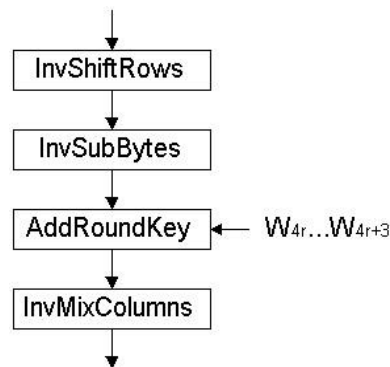 InvShiftRows
InvSubBytes
AddRoundKey W4r...W4r+3
InvMixColumns